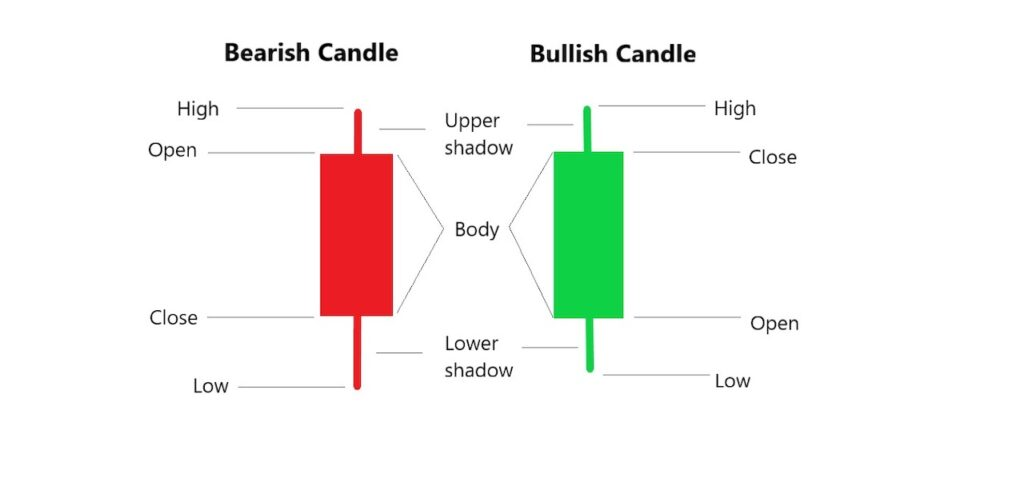 Bearish Candle
Bullish Candle
High
Upper
shadow
High
Open
Close
Body
Close
Open
Lower
shadow
Low
Low